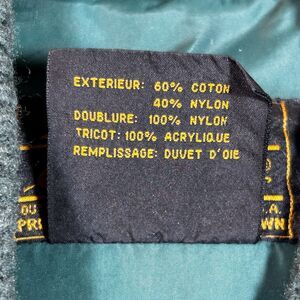 EXTERIEUR: 60% COTON
40% NYLON
DOUBLURE: 100% NYLON
TRICOT: 100% ACRYLIQUE
REMPLISSAGE: DUVET D'OIE